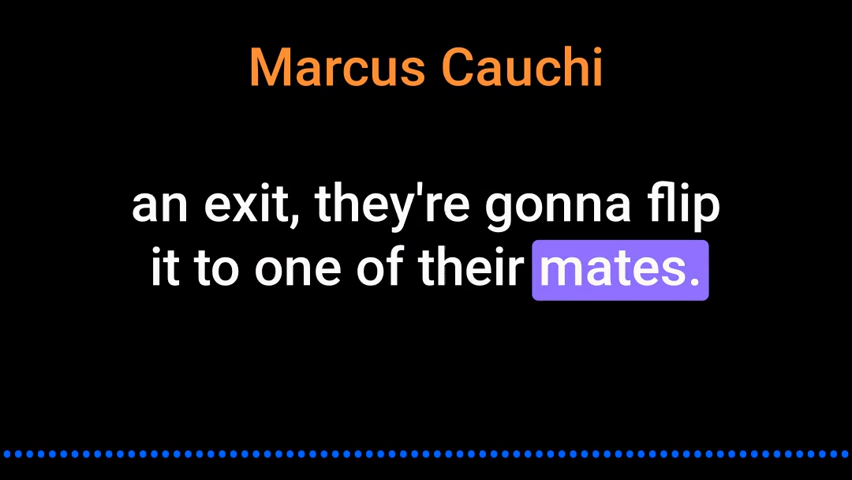 Marcus Cauchi
an exit, they're gonna flip
it to one of their mates.